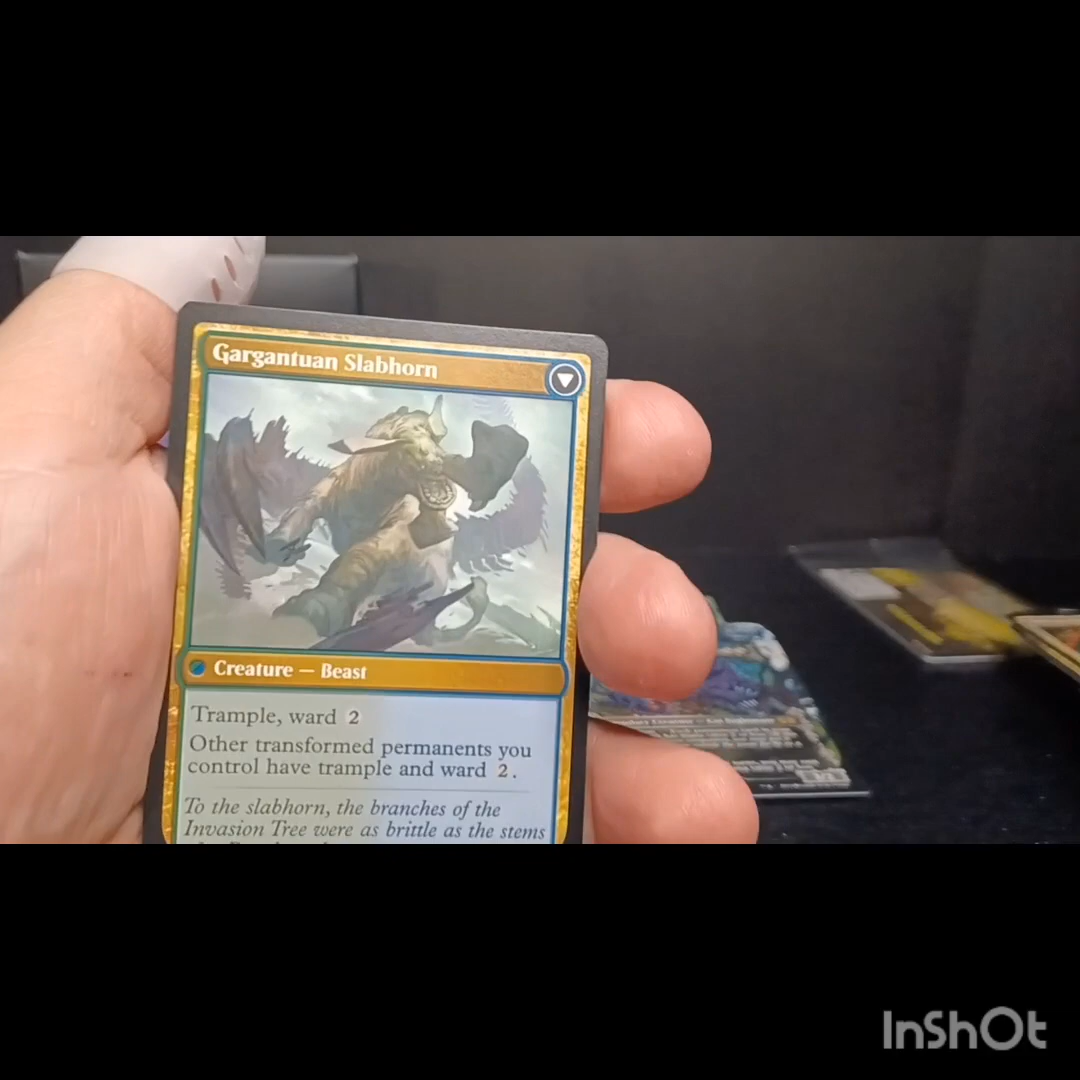 Gargantuan Slabhorn
Creature — Beast
Trample, ward 2
Other transformed permanents you
control have trample and ward 2.
To the slabhorn, the branches of the
Invasion Tree were as brittle as the stems
InShOt